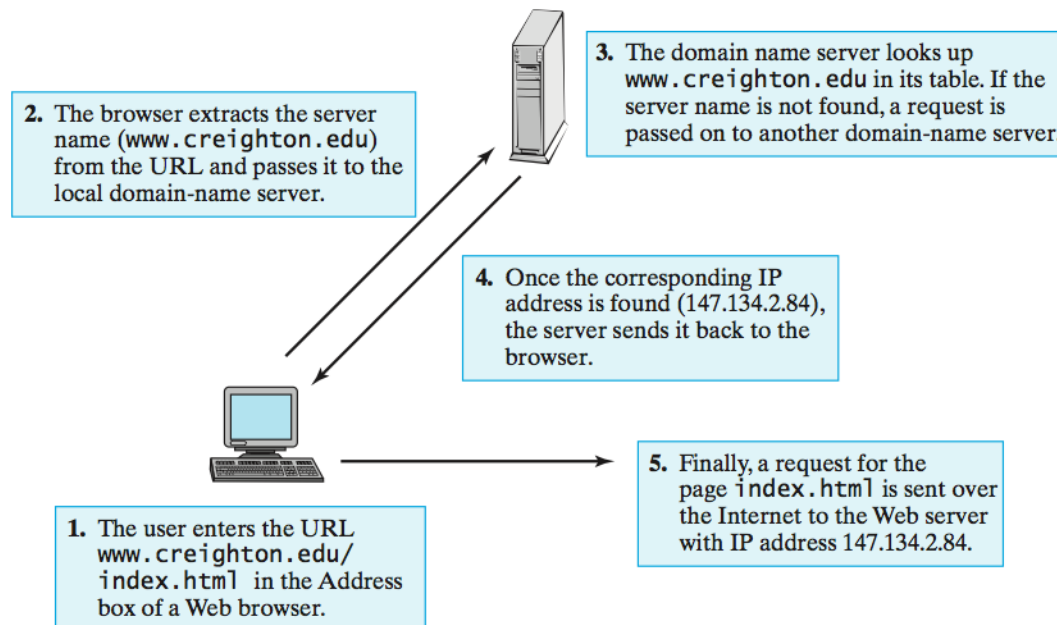 1. The user enters the URL
www.creighton.edu/
index.html in the Address
box of a Web browser.
2. The browser extracts the server
name (www.creighton.edu)
from the URL and passes it to the
local domain-name server.
3. The domain name server looks up
www.creighton.edu in its table. If the
server name is not found, a request is
passed on to another domain-name server.
4. Once the corresponding IP
address is found (147.134.2.84),
the server sends it back to the
browser.
5. Finally, a request for the
page index.html is sent over
the Internet to the Web server
with IP address 147.134.2.84.